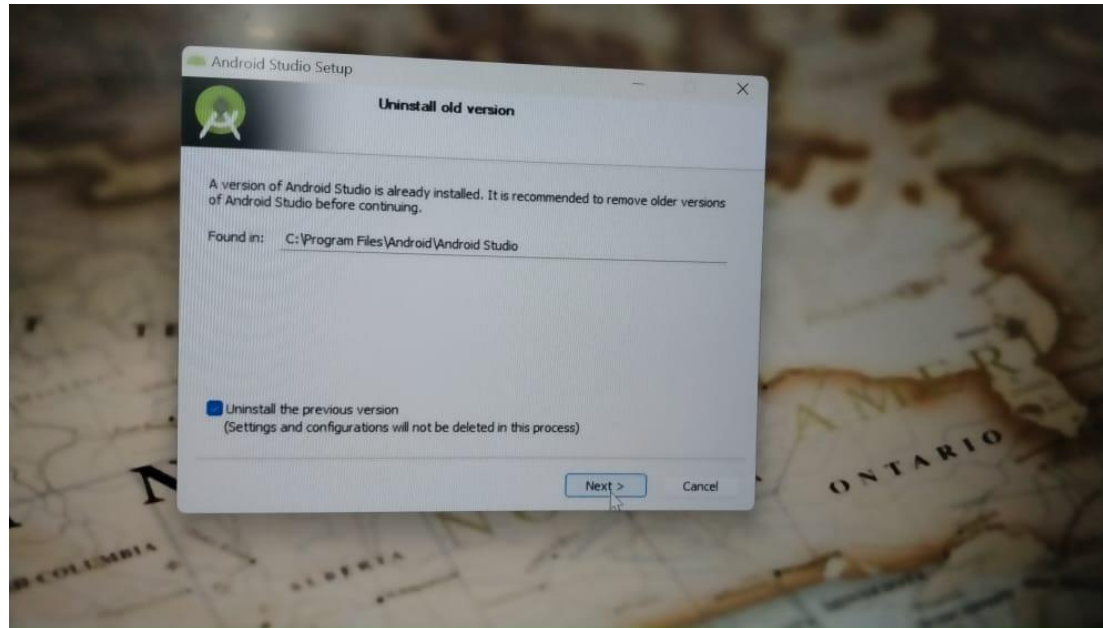 Android Studio Setup
Uninstall old version
A version of Android Studio is already installed. It is recommended to remove older versions
of Android Studio before continuing.
Found in: C:\Program Files\Android\Android Studio
Uninstall the previous version
(Settings and configurations will not be deleted in this process)
Next >
Cancel
ONTARIO